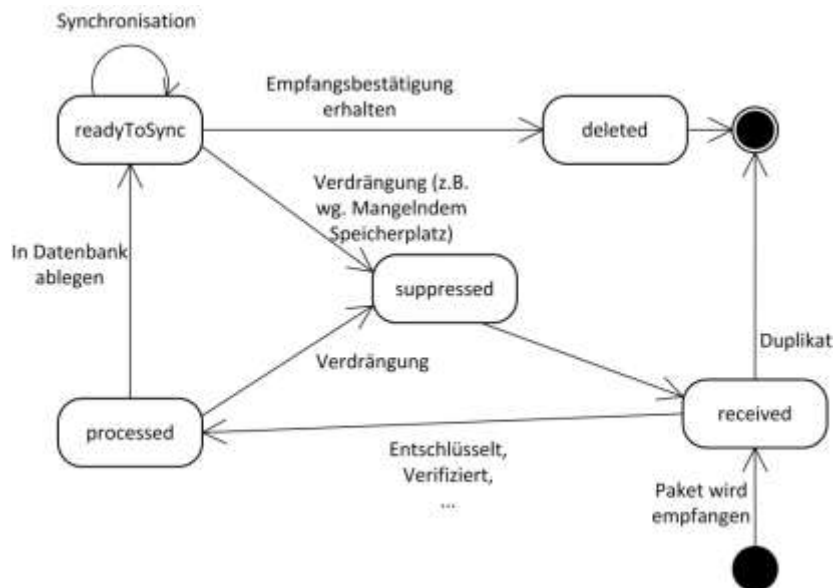 Synchronisation
readyToSync
Empfangsbestätigung
erhalten
deleted
Verdrängung (z.B.
wg. Mangelndem
Speicherplatz)
In Datenbank
ablegen
suppressed
Verdrängung
Duplikat
processed
received
Entschlüsselt,
Verifiziert,
...
Paket wird
empfangen